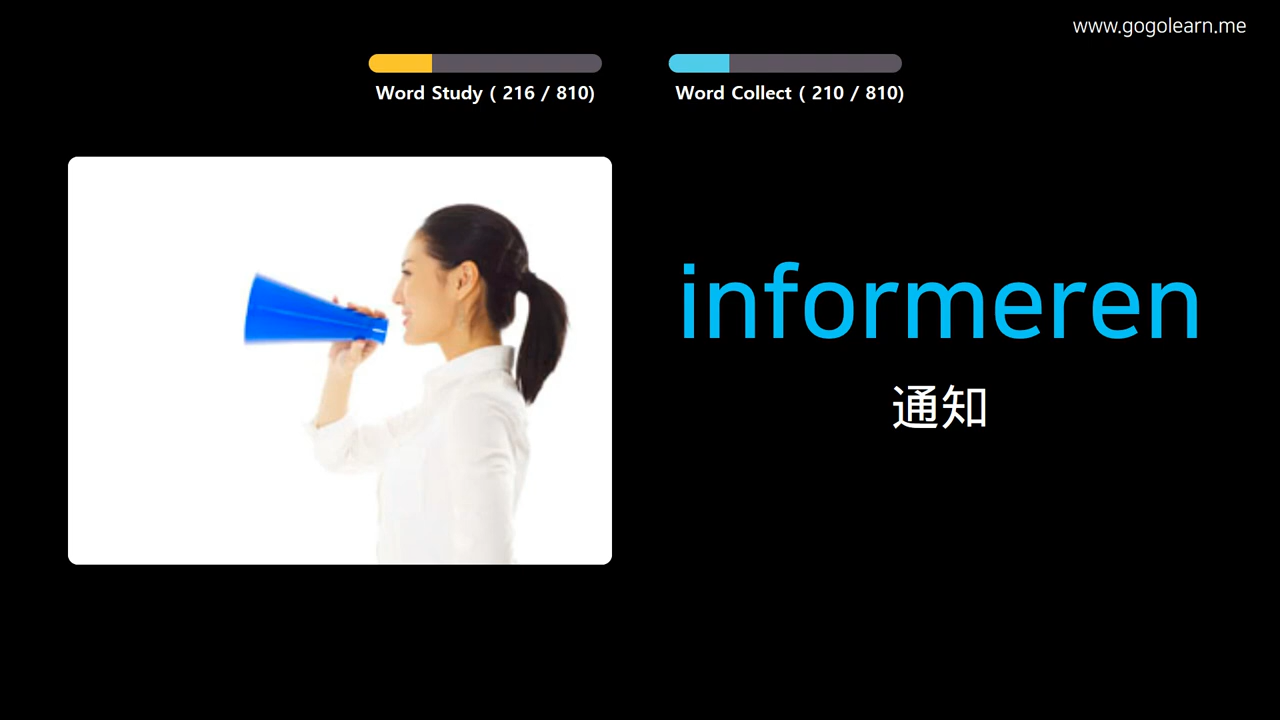 www.gogolearn.me
Word Study ( 216 / 810)
Word Collect ( 210 / 810)
informeren
通知